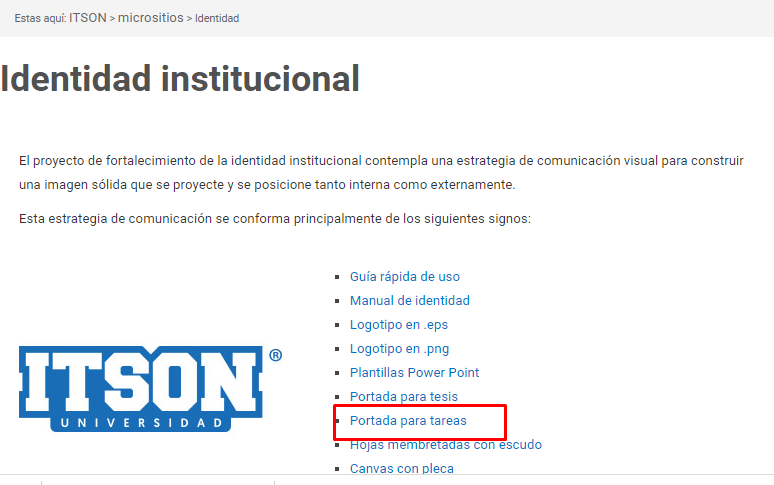 Estas aquí: ITSON > micrositios > Identidad
Identidad institucional
El proyecto de fortalecimiento de la identidad institucional contempla una estrategia de comunicación visual para construir
una imagen sólida que se proyecte y se posicione tanto interna como externamente.
Esta estrategia de comunicación se conforma principalmente de los siguientes signos:
ITSON ®
UNIVERSIDAD
Guía rápida de uso
Manual de identidad
Logotipo en .eps
Logotipo en .png
Plantillas Power Point
Portada para tesis
Portada para tareas
Hojas membretadas con escudo
Canvas con pleca